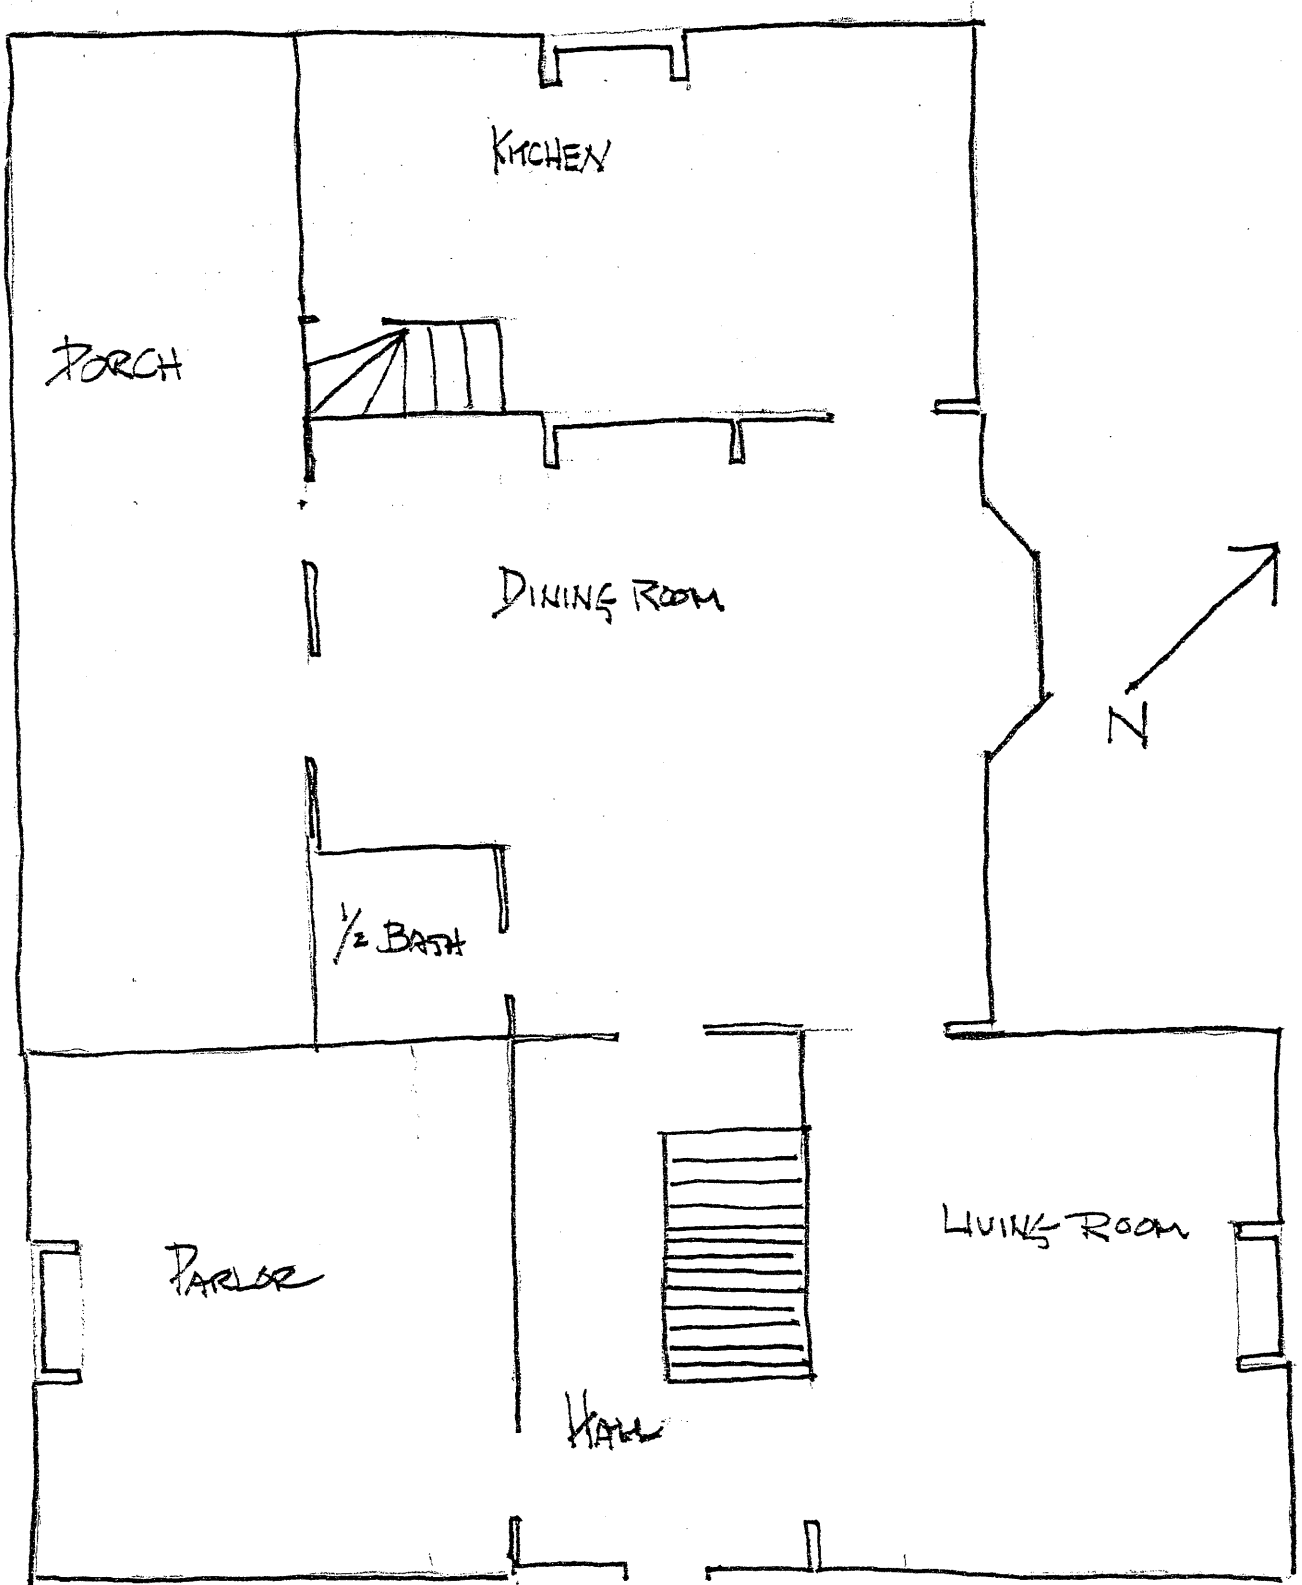 KITCHEN
PORCH
DINING ROOM
N
1/2 BATH
LIVING ROOM
PARLOR
HALL